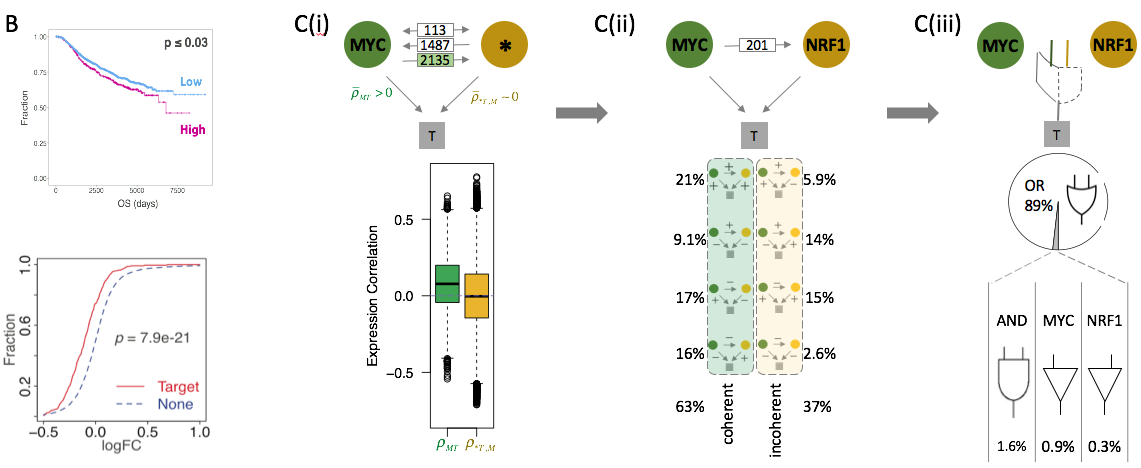 B
1.00
0.75
0.50
1.25
0.00
Fraction
p ≤ 0.03
Low
High
0
2500
5000
7500
OS (days)
1.0
0.6
0.2
Fraction
p = 7.9e-21
Target
None
−0.5
0.0
0.5
1.0
logFC
C(i)
MYC
113
1487
2135
*
ρ̄MT > 0
ρ̄*T,M ~ 0
T
Expression Correlation
0.5
0.0
−0.5
ρMT
ρ*T,M
C(ii)
MYC
201
NRF1
T
21%
+
+
+
−
+
−
5.9%
9.1%
14%
17%
15%
16%
2.6%
63%
coherent
incoherent
37%
C(iii)
MYC
NRF1
T
OR
89%
AND
MYC
NRF1
1.6%
0.9%
0.3%